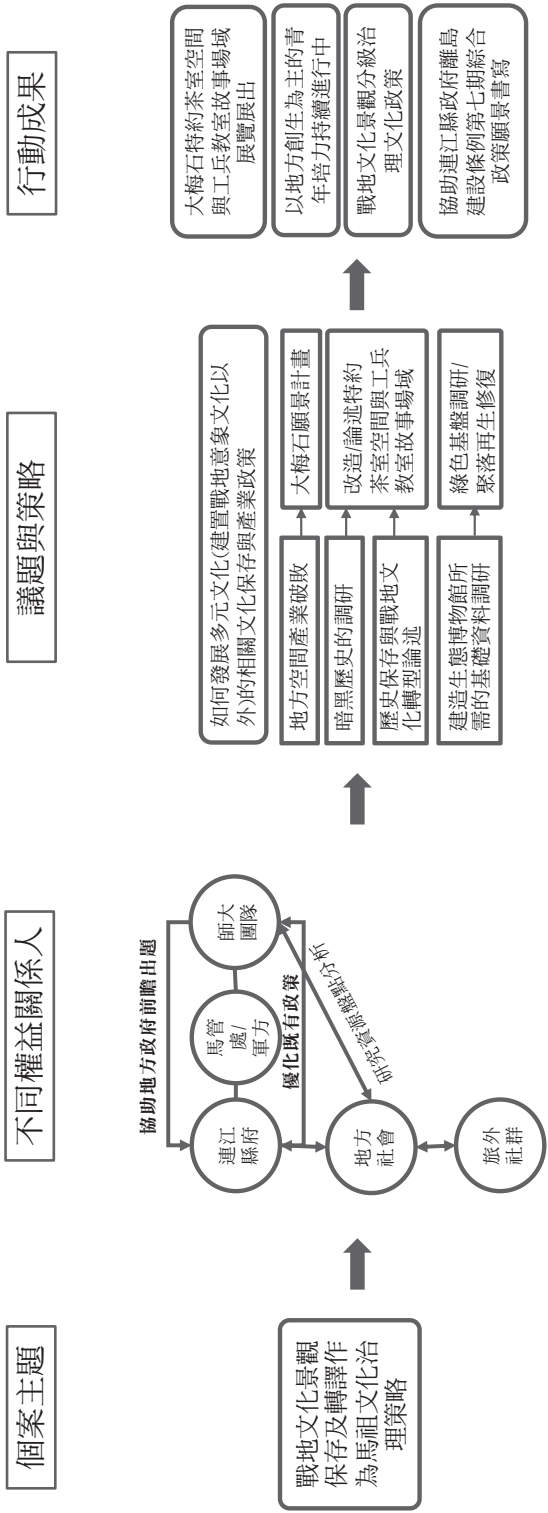 個案主題
戰地文化景觀
保存及轉譯作
為馬祖文化治
理策略
不同權益關係人
協助地方政府前瞻出題
連江
縣府
馬管
處/
軍方
師大
團隊
優化既有政策
研究資源盤點分析
地方
社會
旅外
社群
議題與策略
如何發展多元文化(建置戰地意象文化以
外)的相關文化保存與產業政策
地方空間產業破敗
大梅石願景計畫
暗黑歷史的調研
歷史保存與戰地文
化轉型論述
改造/論述特約
茶室空間與工兵
教室故事場域
建造生態博物館所
需的基礎資料調研
綠色基盤調研/
聚落再生修復
行動成果
大梅石特約茶室空間
與工兵教室故事場域
展覽展出
以地方創生為主的青
年培力持續進行中
戰地文化景觀分級治
理文化政策
協助連江縣政府離島
建設條例第七期綜合
政策願景書寫